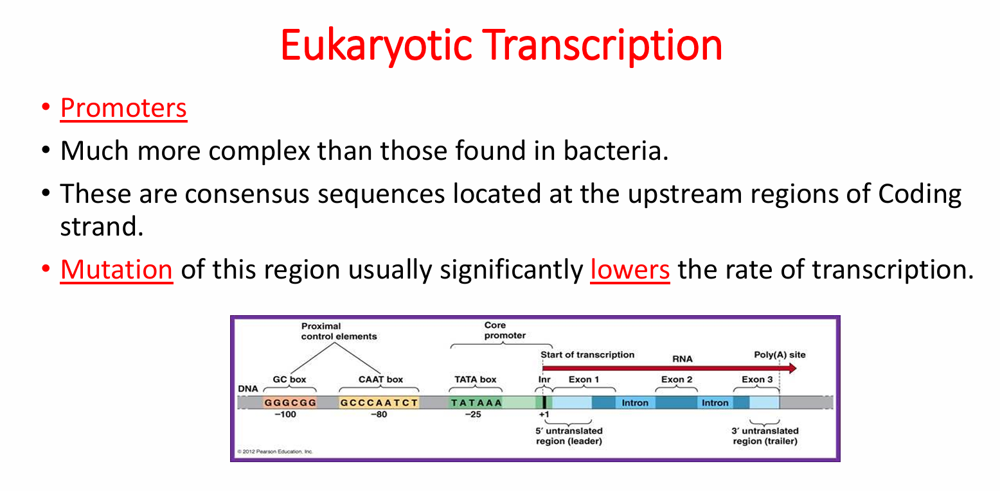 Eukaryotic Transcription
• Promoters
• Much more complex than those found in bacteria.
• These are consensus sequences located at the upstream regions of Coding
strand.
• Mutation of this region usually significantly lowers the rate of transcription.
Proximal
control elements
Core
promoter
Start of transcription
RNA
Poly(A) site
GC box
CAAT box
TATA box
Inr
Exon 1
Exon 2
Exon 3
DNA
GGGCGG
GCCCAATCT
TATAAA
Intron
Intron
–100
–80
–25
+1
5′ untranslated
region (leader)
3′ untranslated
region (trailer)
© 2012 Pearson Education, Inc.